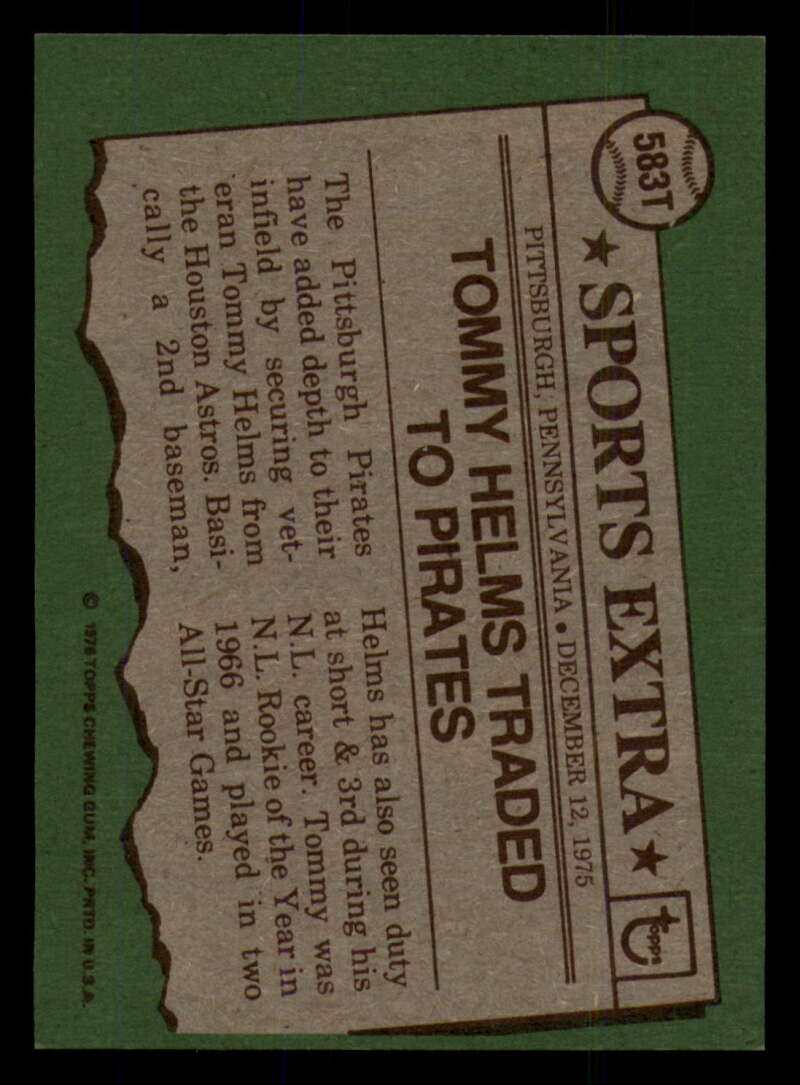 583T
★ SPORTS EXTRA ★
topps
PITTSBURGH, PENNSYLVANIA • DECEMBER 12, 1975
TOMMY HELMS TRADED
TO PIRATES
The Pittsburgh Pirates
have added depth to their
infield by securing vet-
eran Tommy Helms from
the Houston Astros. Basi-
cally a 2nd baseman,
Helms has also seen duty
at short & 3rd during his
N.L. career. Tommy was
N.L. Rookie of the Year in
1966 and played in two
All-Star Games.
© 1976 TOPPS CHEWING GUM, INC. PRTD. IN U.S.A.